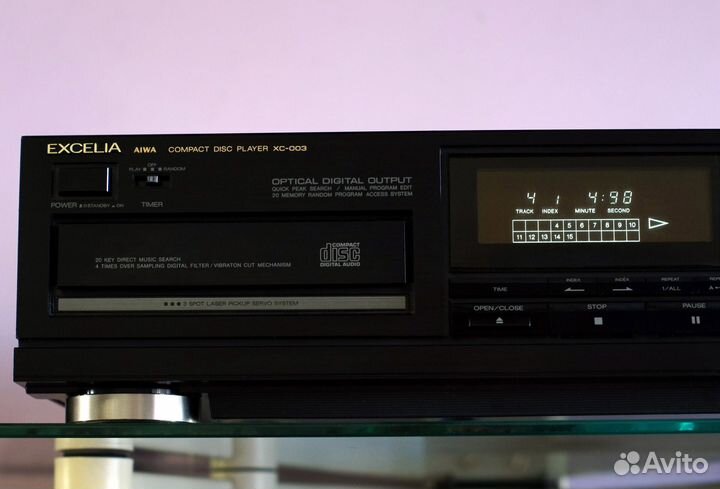 EXCELIA AIWA COMPACT DISC PLAYER XC-003
OFF
PLAY RANDOM
POWER STANDBY ON TIMER
OPTICAL DIGITAL OUTPUT
QUICK PEAK SEARCH / MANUAL PROGRAM EDIT
20 MEMORY RANDOM PROGRAM ACCESS SYSTEM
COMPACT
disc
DIGITAL AUDIO
20 KEY DIRECT MUSIC SEARCH
4 TIMES OVER SAMPLING DIGITAL FILTER/VIBRATON CUT MECHANISM
3 SPOT LASER PICKUP SERVO SYSTEM
4 1 4:98
TRACK INDEX MINUTE SECOND
4 5 6 7 8 9 10
11 12 13 14 15
TIME INDEX INDEX REPEAT REPEAT
1/ALL A
OPEN/CLOSE STOP PAUSE
Avito